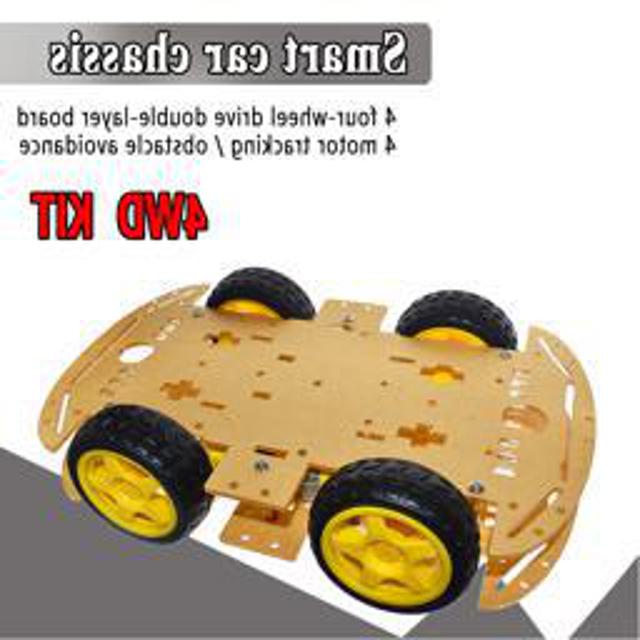 Smart car chassis
4 four-wheel drive double-layer board
4 motor tracking / obstacle avoidance
4WD KIT